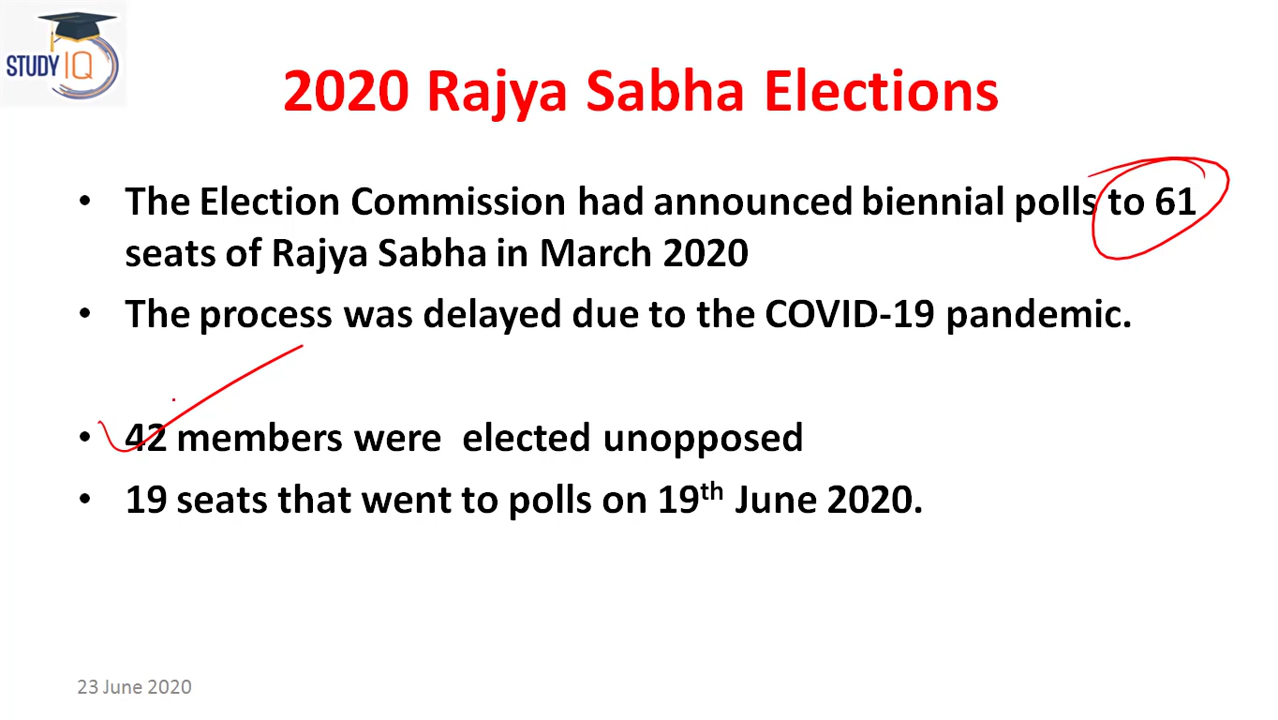 STUDY IQ
2020 Rajya Sabha Elections
• The Election Commission had announced biennial polls to 61
seats of Rajya Sabha in March 2020
• The process was delayed due to the COVID-19 pandemic.
• 42 members were elected unopposed
• 19 seats that went to polls on 19th June 2020.
23 June 2020